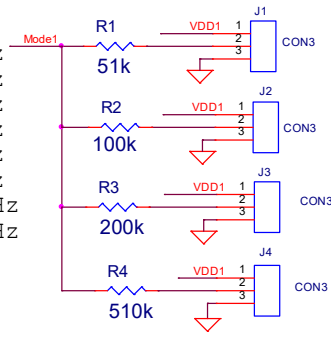 J1
R1 VDD1 1
Mode1 2 CON3
z 3
51k
z
z J2
R2 VDD1 1
z 2 CON3
100k 3
z
z J3
R3 VDD1 1
Hz 2 CON3
200k 3
Hz
J4
R4 VDD1 1
2 CON3
510k 3